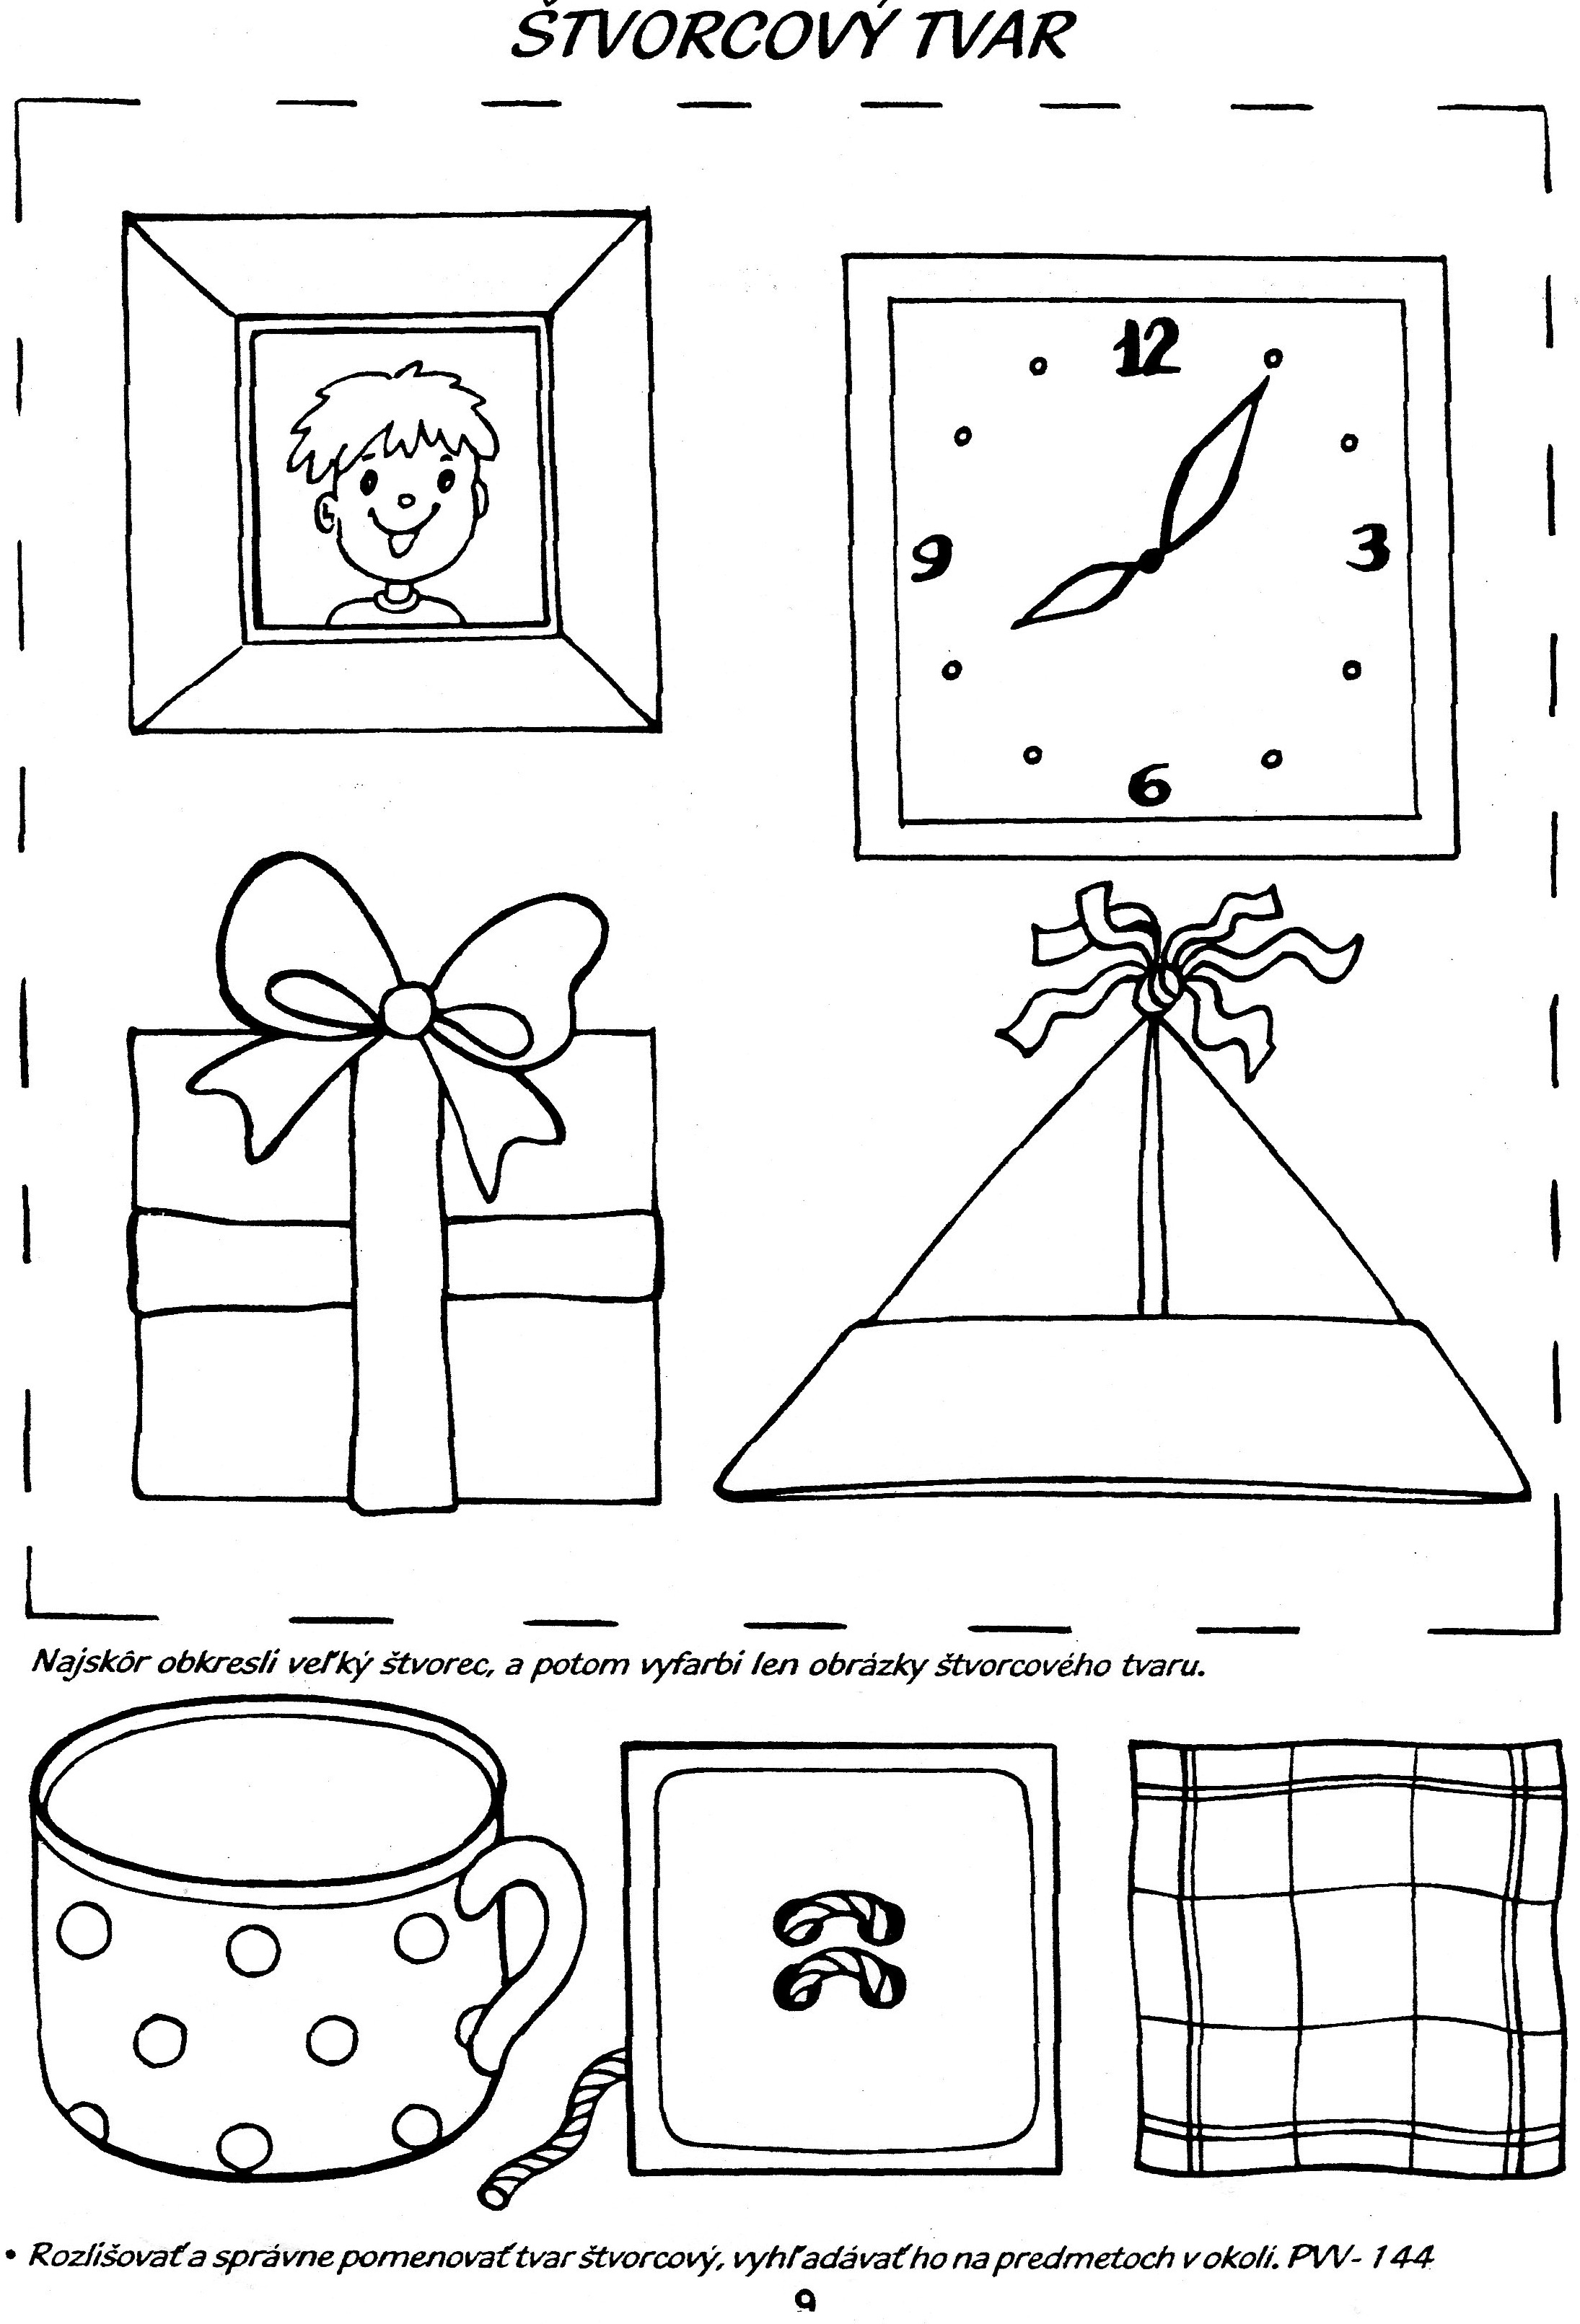 ŠTVORCOVÝ TVAR
12
9
3
6
Najskôr obkresli veľký štvorec, a potom vyfarbi len obrázky štvorcového tvaru.
• Rozlišovať a správne pomenovať tvar štvorcový, vyhľadávať ho na predmetoch v okolí. PVV- 144
9